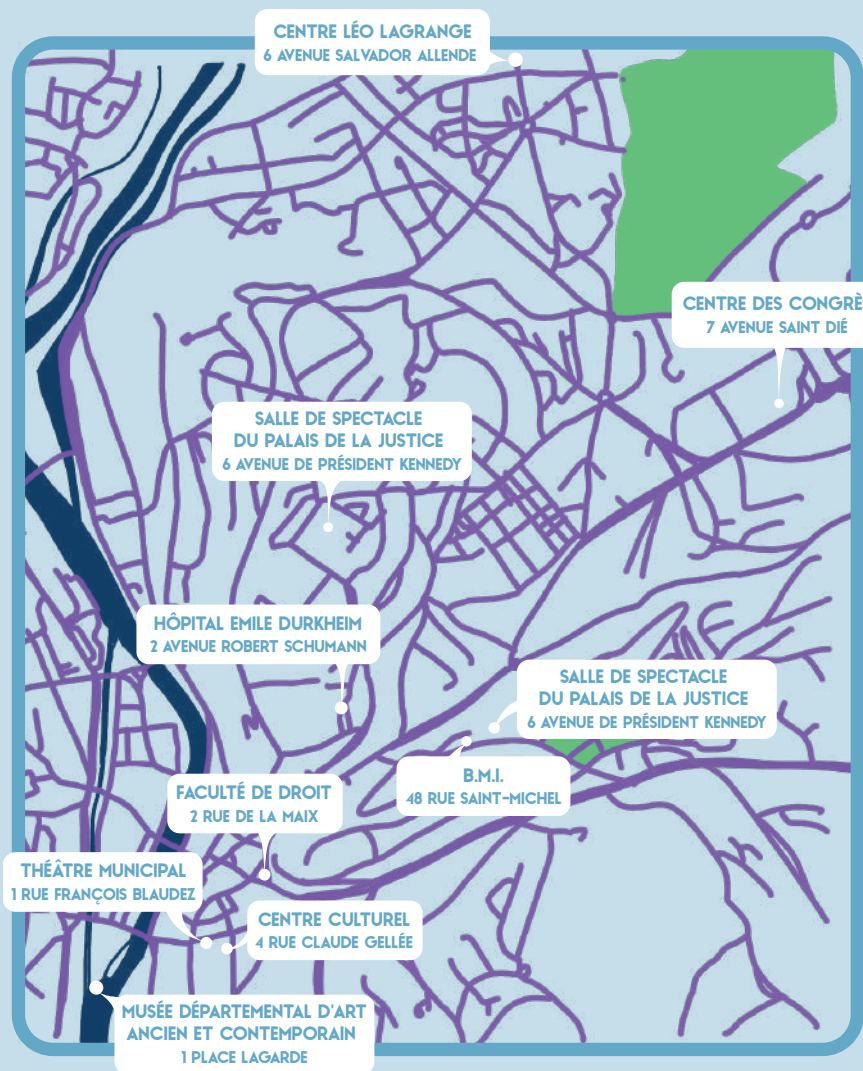 CENTRE LÉO LAGRANGE
6 AVENUE SALVADOR ALLENDE
CENTRE DES CONGRÈ
7 AVENUE SAINT DIÉ
SALLE DE SPECTACLE
DU PALAIS DE LA JUSTICE
6 AVENUE DE PRÉSIDENT KENNEDY
HÔPITAL EMILE DURKHEIM
2 AVENUE ROBERT SCHUMANN
SALLE DE SPECTACLE
DU PALAIS DE LA JUSTICE
6 AVENUE DE PRÉSIDENT KENNEDY
B.M.I.
48 RUE SAINT-MICHEL
FACULTÉ DE DROIT
2 RUE DE LA MAIX
THÉÂTRE MUNICIPAL
1 RUE FRANÇOIS BLAUDEZ
CENTRE CULTUREL
4 RUE CLAUDE GELLÉE
MUSÉE DÉPARTEMENTAL D'ART
ANCIEN ET CONTEMPORAIN
1 PLACE LAGARDE